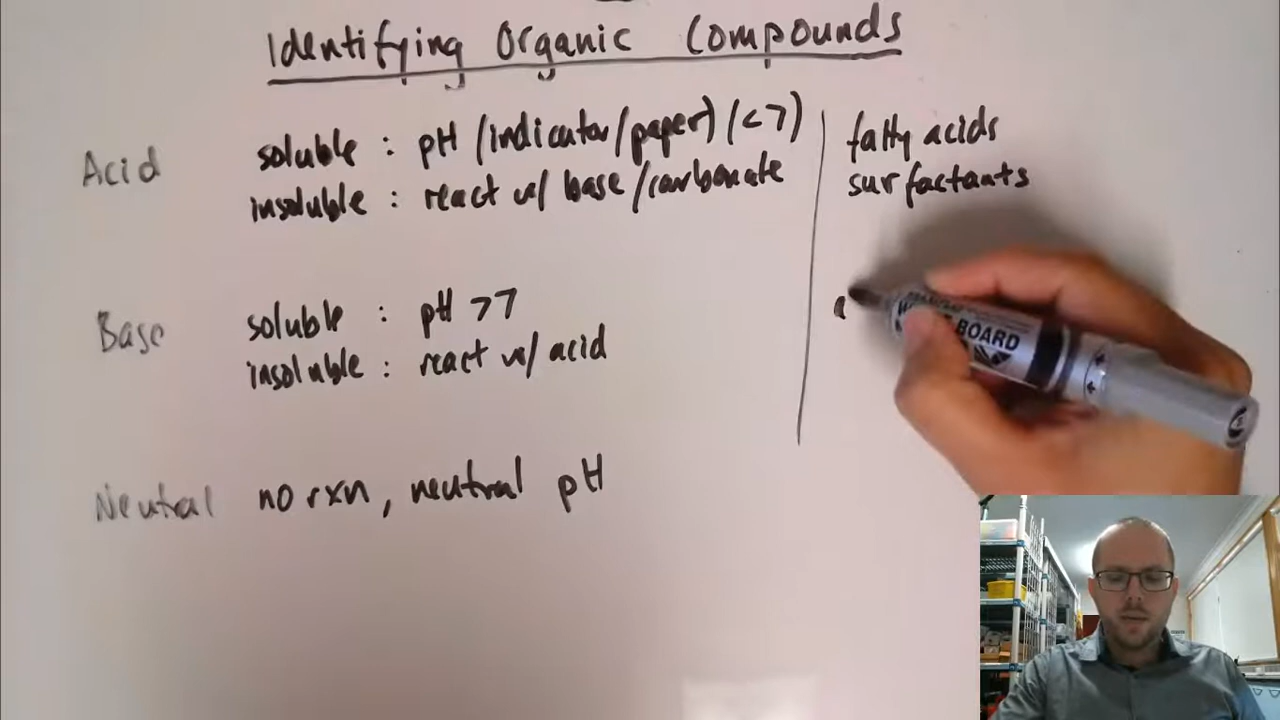 Identifying Organic Compounds
Acid
soluble : pH (indicator/paper) (<7)
insoluble : react w/ base/carbonate
fatty acids
surfactants
Base
soluble : pH >7
insoluble : react w/ acid
Neutral no rxn, neutral pH
BOARD